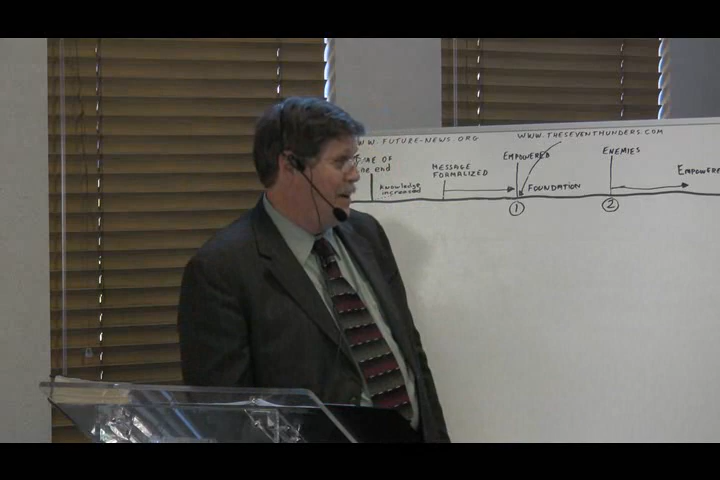 WWW.FUTURE-NEWS.ORG
WWW.THESEVENTHUNDERS.COM
TIME OF
THE END
KNOWLEDGE
INCREASED
MESSAGE
FORMALIZED
EMPOWERED
FOUNDATION
1
ENEMIES
2
EMPOWERE